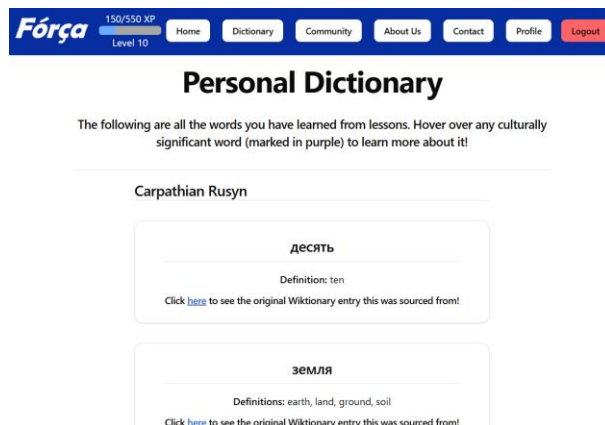 Fórça
150/550 XP
Level 10
Home
Dictionary
Community
About Us
Contact
Profile
Logout
Personal Dictionary
The following are all the words you have learned from lessons. Hover over any culturally
significant word (marked in purple) to learn more about it!
Carpathian Rusyn
десять
Definition: ten
Click here to see the original Wiktionary entry this was sourced from!
земля
Definitions: earth, land, ground, soil
Click here to see the original Wiktionary entry this was sourced from!